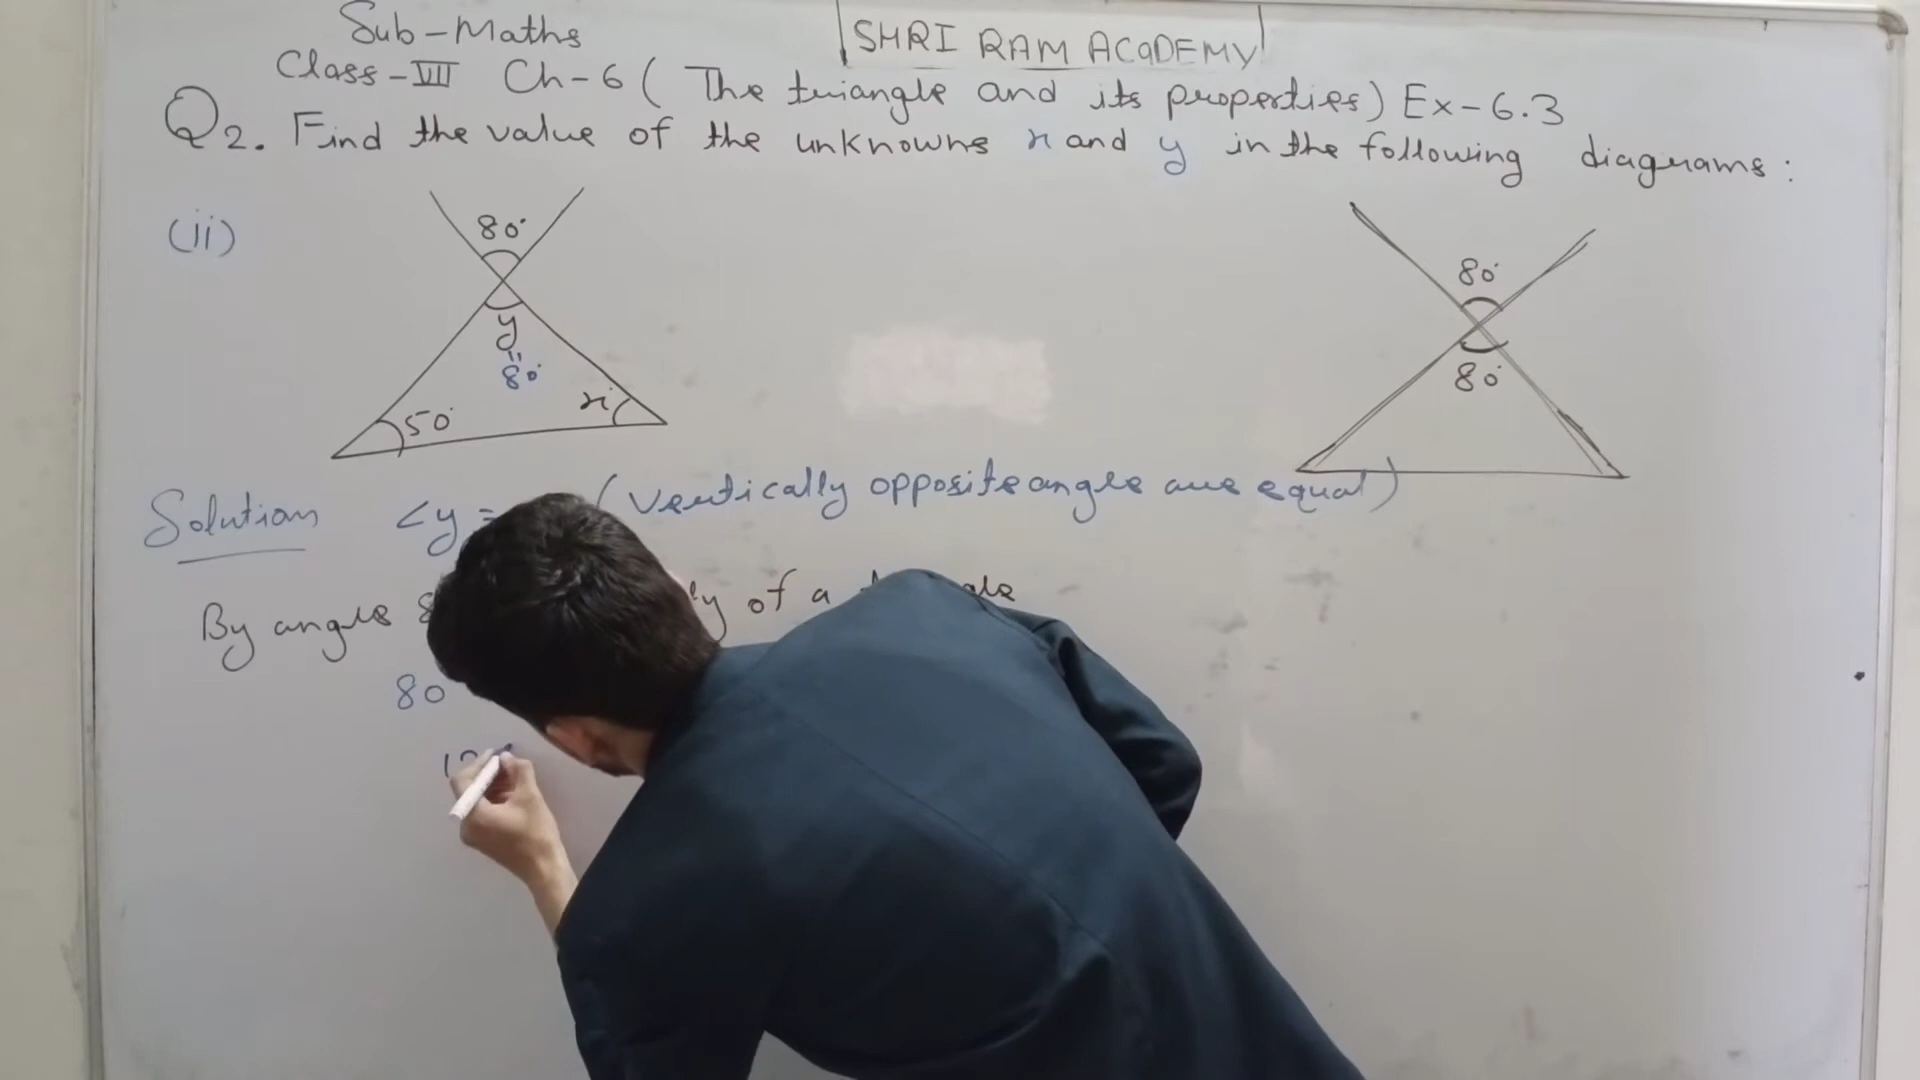 Sub-Maths
SHRI RAM ACADEMY
Class-VII Ch-6 ( The triangle and its properties) Ex-6.3
Q2. Find the value of the unknowns x and y in the following diagrams:
(ii)
80°
y
"
80°
50°
x
80°
80°
Solution <y = (Vertically opposite angle are equal)
By angle of a
80